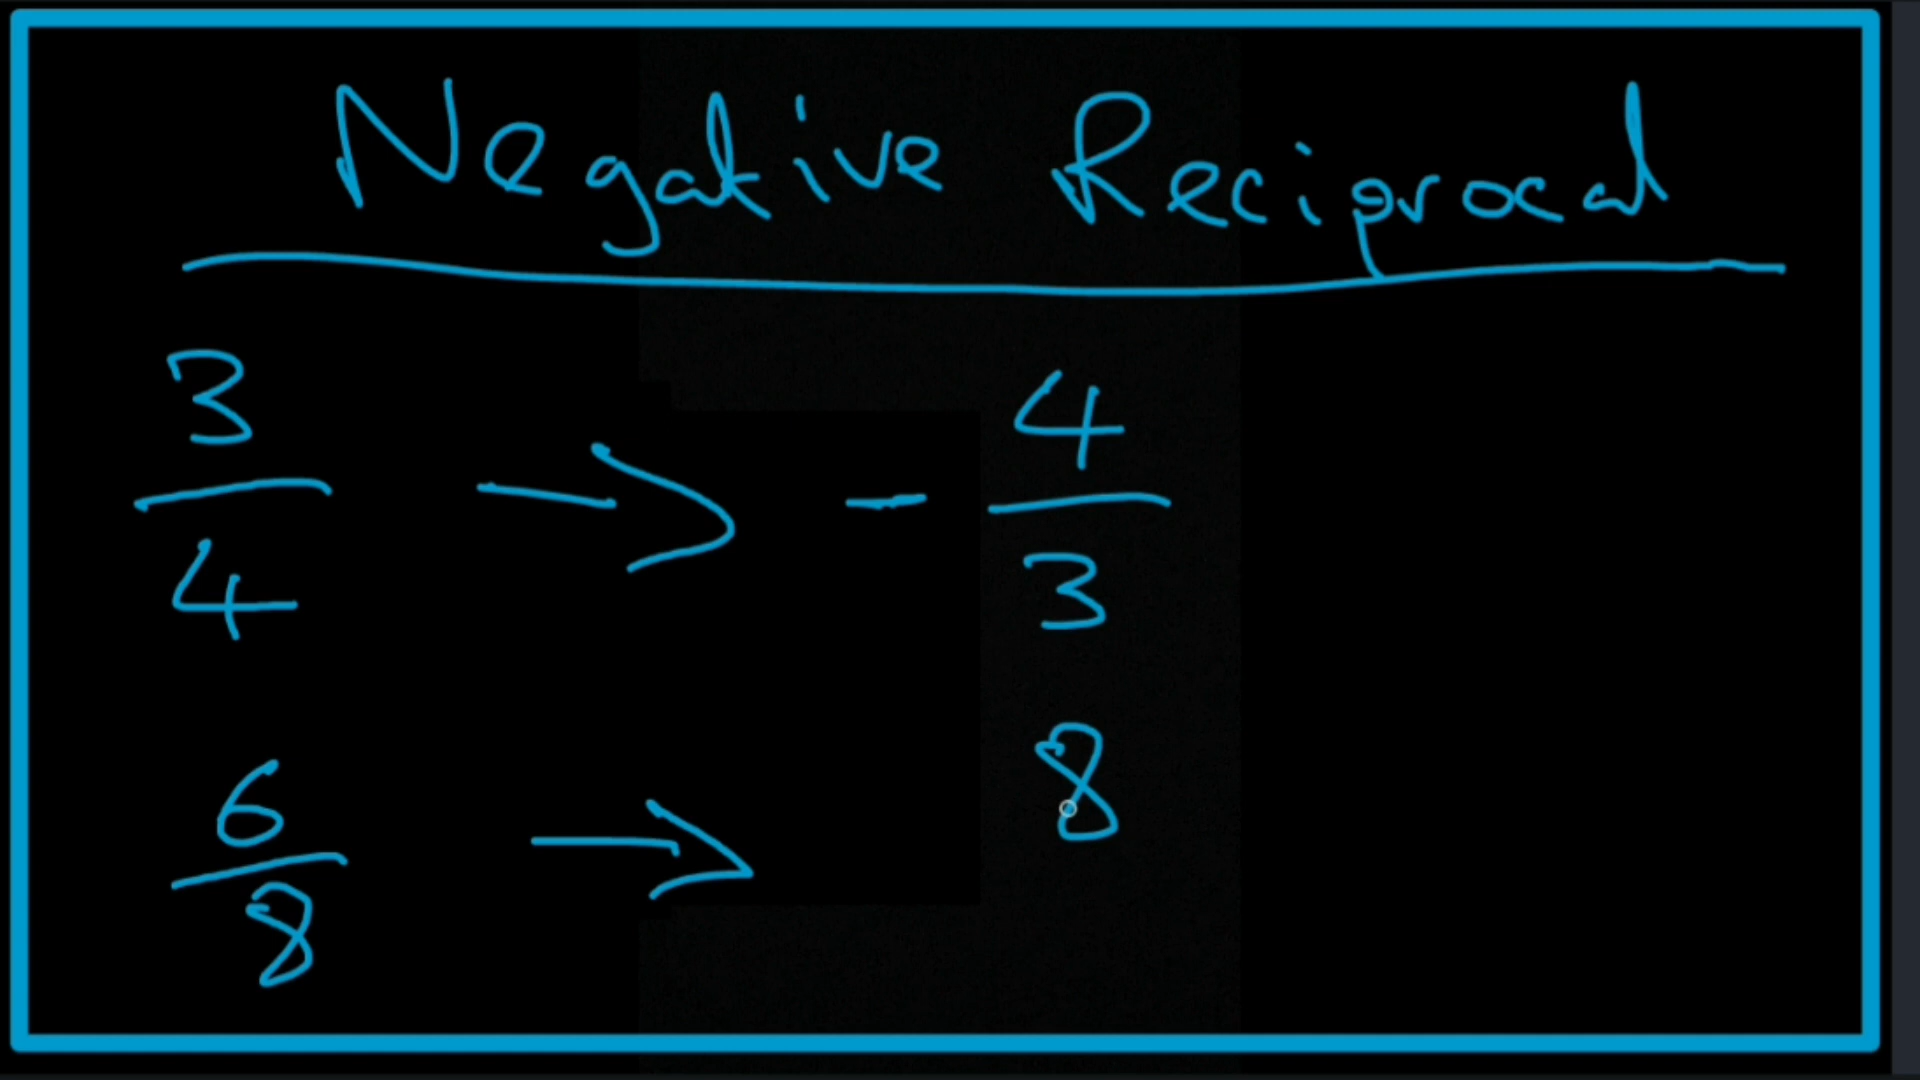 Negative Reciprocal
3/4 → - 4/3
6/8 → 8